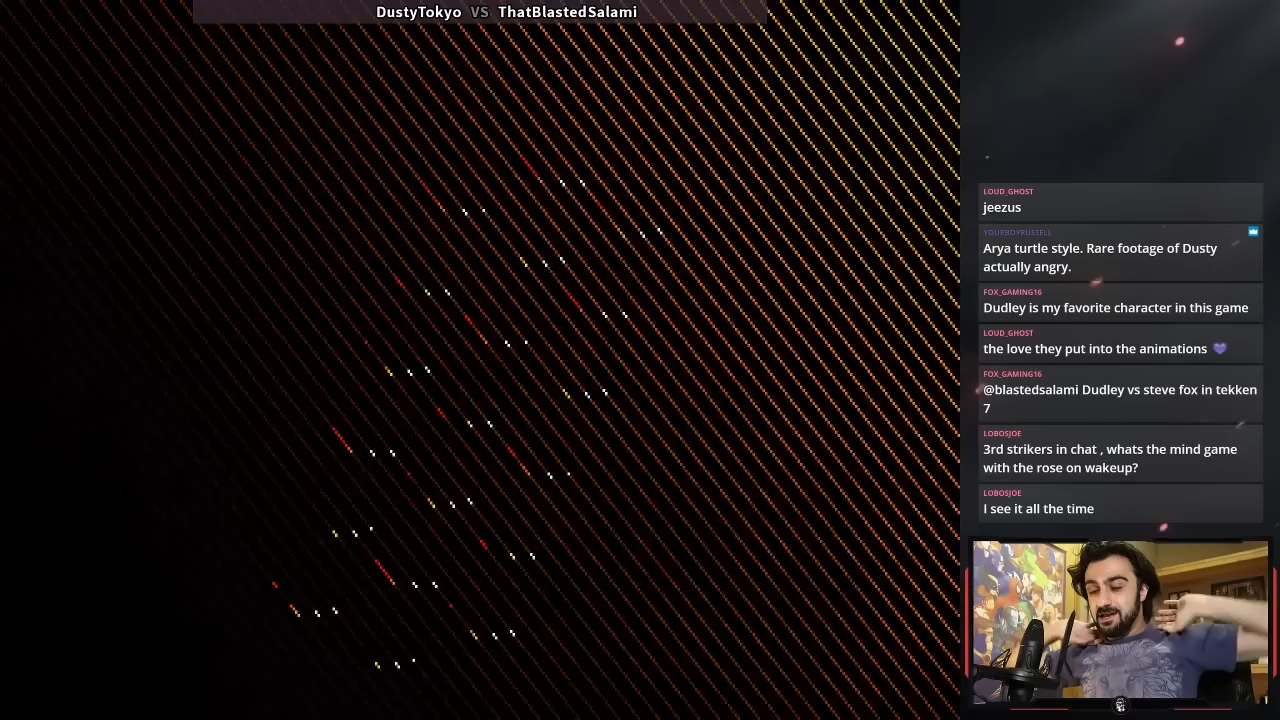 DustyTokyo VS ThatBlastedSalami
LOUD_GHOST
jeezus
YOURBOYRUSSELL
Arya turtle style. Rare footage of Dusty
actually angry.
FOX_GAMING16
Dudley is my favorite character in this game
LOUD_GHOST
the love they put into the animations
FOX_GAMING16
@blastedsalami Dudley vs steve fox in tekken
7
LOBOSJOE
3rd strikers in chat , whats the mind game
with the rose on wakeup?
LOBOSJOE
I see it all the time